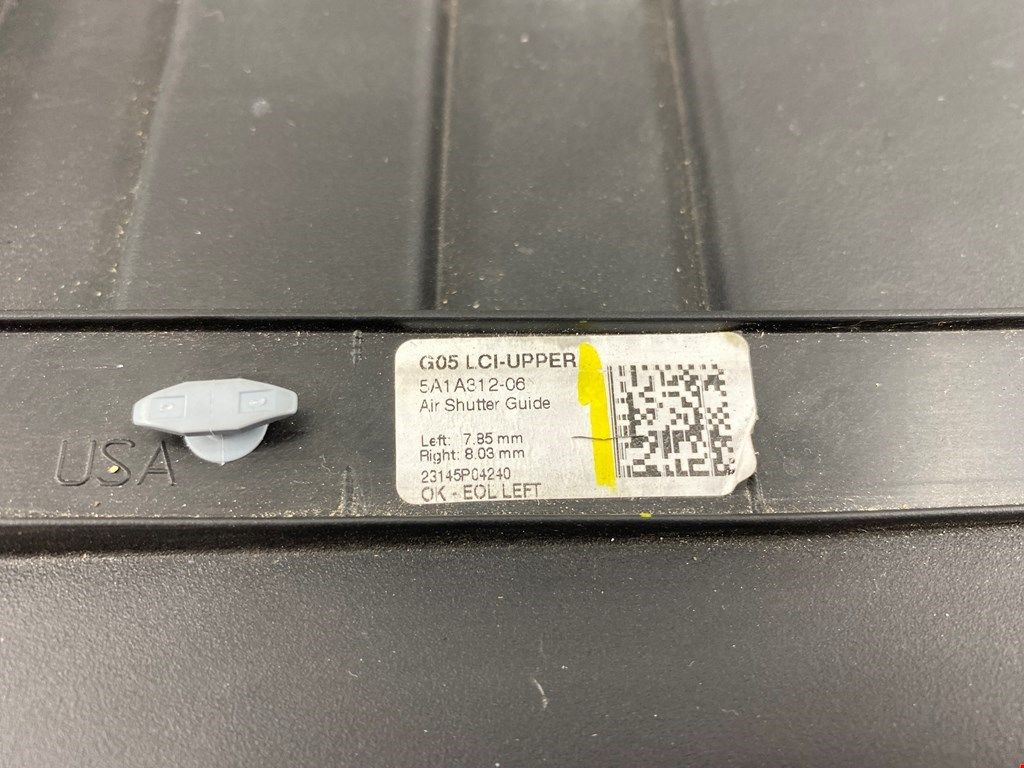 G05 LCI-UPPER
5A1A312-06
Air Shutter Guide
Left: 7.85 mm
Right: 8.03 mm
23145P04240
OK - EOL LEFT
USA